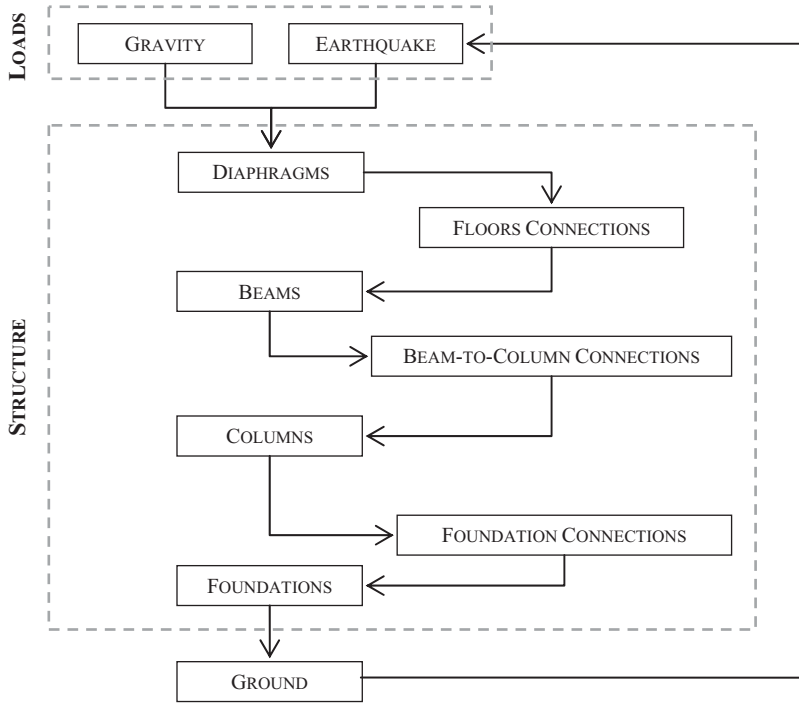 LOADS
GRAVITY
EARTHQUAKE
STRUCTURE
DIAPHRAGMS
FLOORS CONNECTIONS
BEAMS
BEAM-TO-COLUMN CONNECTIONS
COLUMNS
FOUNDATION CONNECTIONS
FOUNDATIONS
GROUND